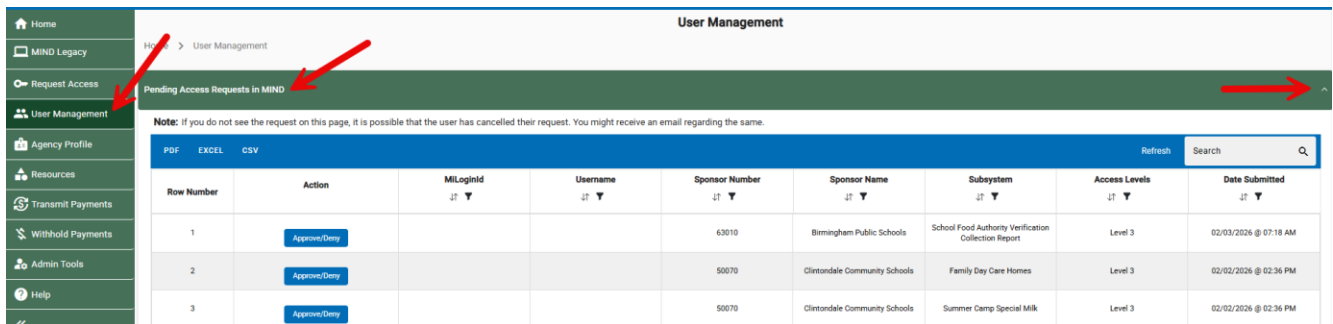 User Management
Home
MIND Legacy
Request Access
User Management
Agency Profile
Resources
Transmit Payments
Withhold Payments
Admin Tools
Help
Home > User Management
Pending Access Requests in MIND
Note: If you do not see the request on this page, it is possible that the user has cancelled their request. You might receive an email regarding the same.
PDF EXCEL CSV Refresh Search
Row Number Action MiLoginId Username Sponsor Number Sponsor Name Subsystem Access Levels Date Submitted
1 Approve/Deny 63010 Birmingham Public Schools School Food Authority Verification Collection Report Level 3 02/03/2026 @ 07:18 AM
2 Approve/Deny 50070 Clintondale Community Schools Family Day Care Homes Level 3 02/02/2026 @ 02:36 PM
3 Approve/Deny 50070 Clintondale Community Schools Summer Camp Special Milk Level 3 02/02/2026 @ 02:36 PM